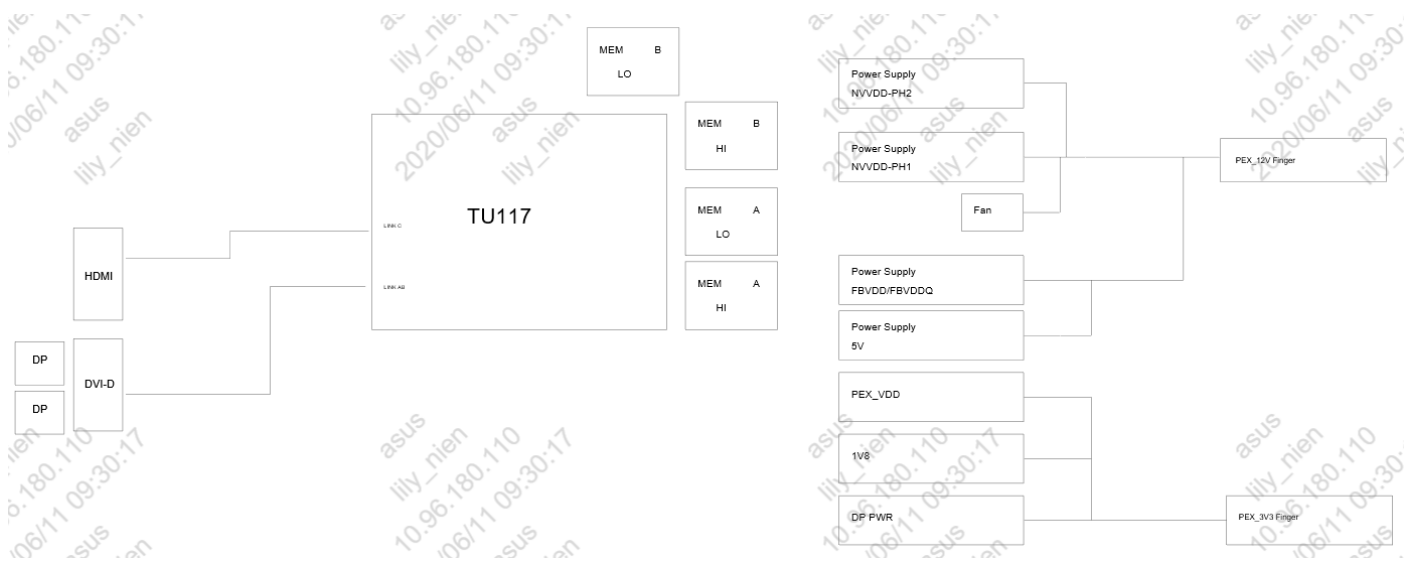 MEM B
LO
MEM B
HI
TU117
MEM A
LO
LINK C
HDMI
MEM A
HI
LINK AB
DP
DVI-D
DP
Power Supply
NVVDD-PH2
Power Supply
NVVDD-PH1
PEX_12V Finger
Fan
Power Supply
FBVDD/FBVDDQ
Power Supply
5V
PEX_VDD
1V8
DP PWR
PEX_3V3 Finger
asus
lily_nien
10.96.180.110
2020/06/11 09:30:17
asus
lily_nien